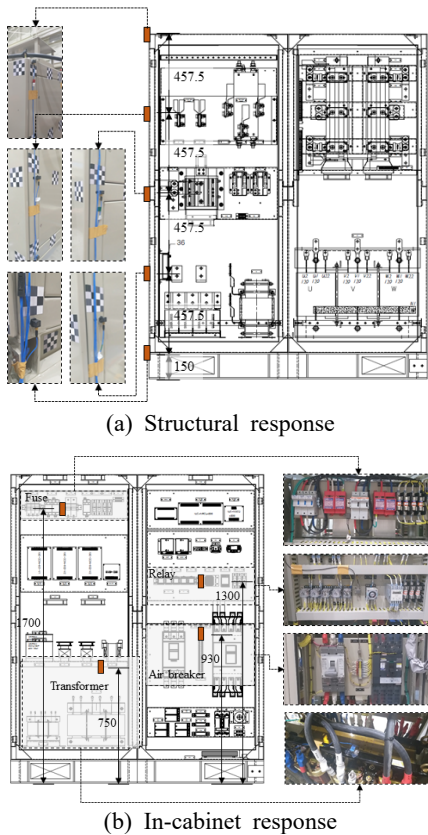 457.5
457.5
457.5
36
457.5
150
U V W
(a) Structural response
Fuse
Relay
1700
1300
Air breaker
930
Transformer
750
(b) In-cabinet response